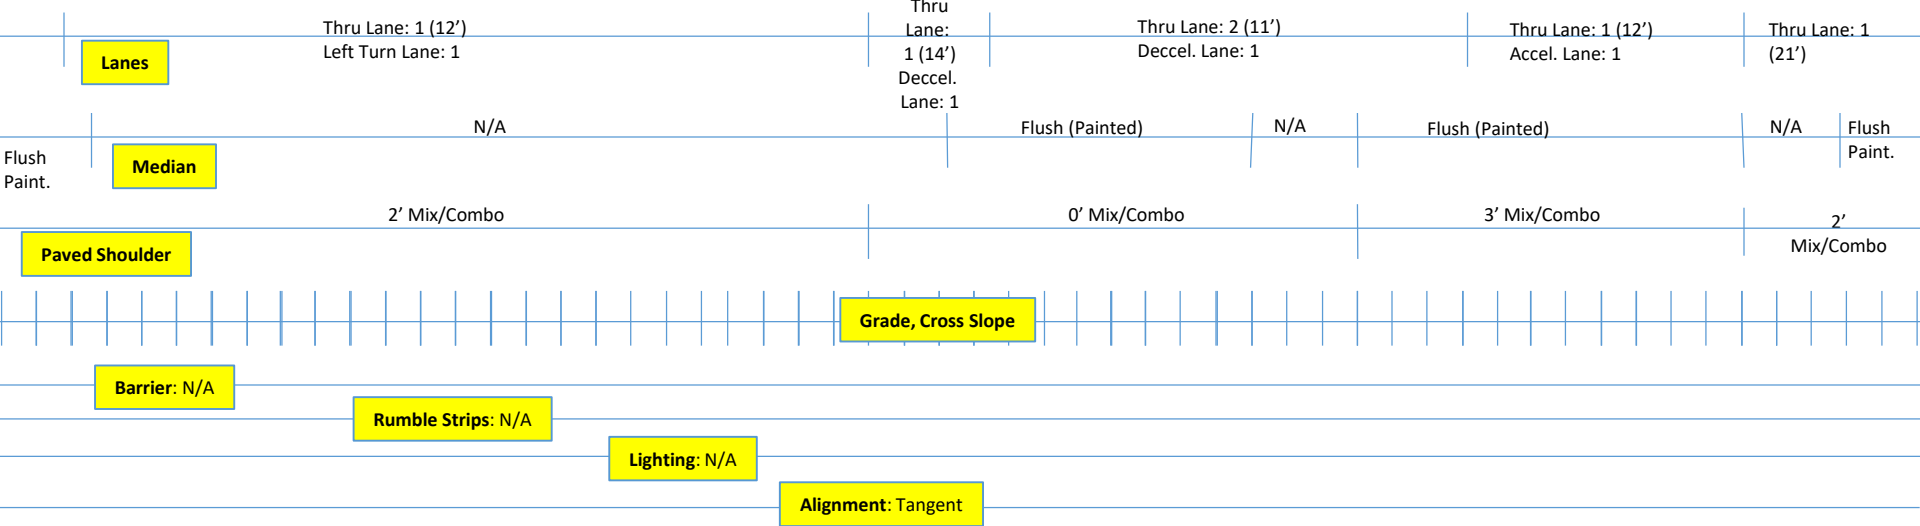 Thru Lane: 1 (12’)
Left Turn Lane: 1
Thru
Lane:
1 (14’)
Deccel.
Lane: 1
Thru Lane: 2 (11’)
Deccel. Lane: 1
Thru Lane: 1 (12’)
Accel. Lane: 1
Thru Lane: 1
(21’)
Lanes
Flush
Paint.
N/A
Flush (Painted)
N/A
Flush (Painted)
N/A
Flush
Paint.
Median
2’ Mix/Combo
0’ Mix/Combo
3’ Mix/Combo
2’
Mix/Combo
Paved Shoulder
Grade, Cross Slope
Barrier: N/A
Rumble Strips: N/A
Lighting: N/A
Alignment: Tangent